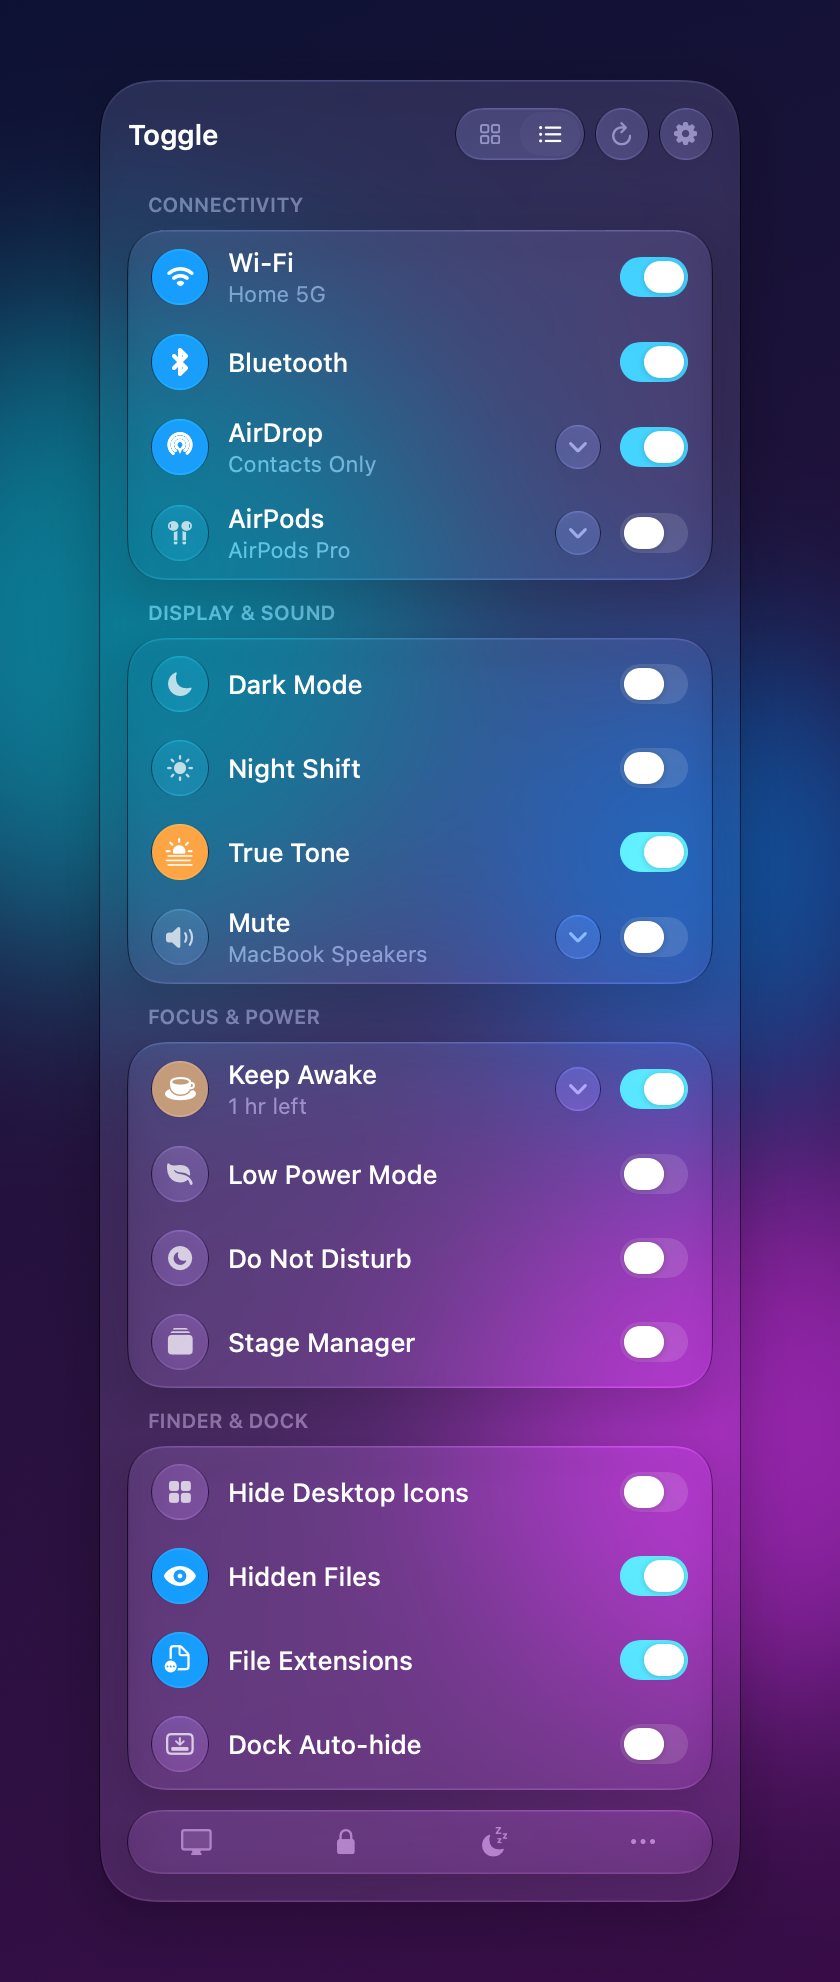 Toggle
CONNECTIVITY
Wi-Fi
Home 5G
Bluetooth
AirDrop
Contacts Only
AirPods
AirPods Pro
DISPLAY & SOUND
Dark Mode
Night Shift
True Tone
Mute
MacBook Speakers
FOCUS & POWER
Keep Awake
1 hr left
Low Power Mode
Do Not Disturb
Stage Manager
FINDER & DOCK
Hide Desktop Icons
Hidden Files
File Extensions
Dock Auto-hide